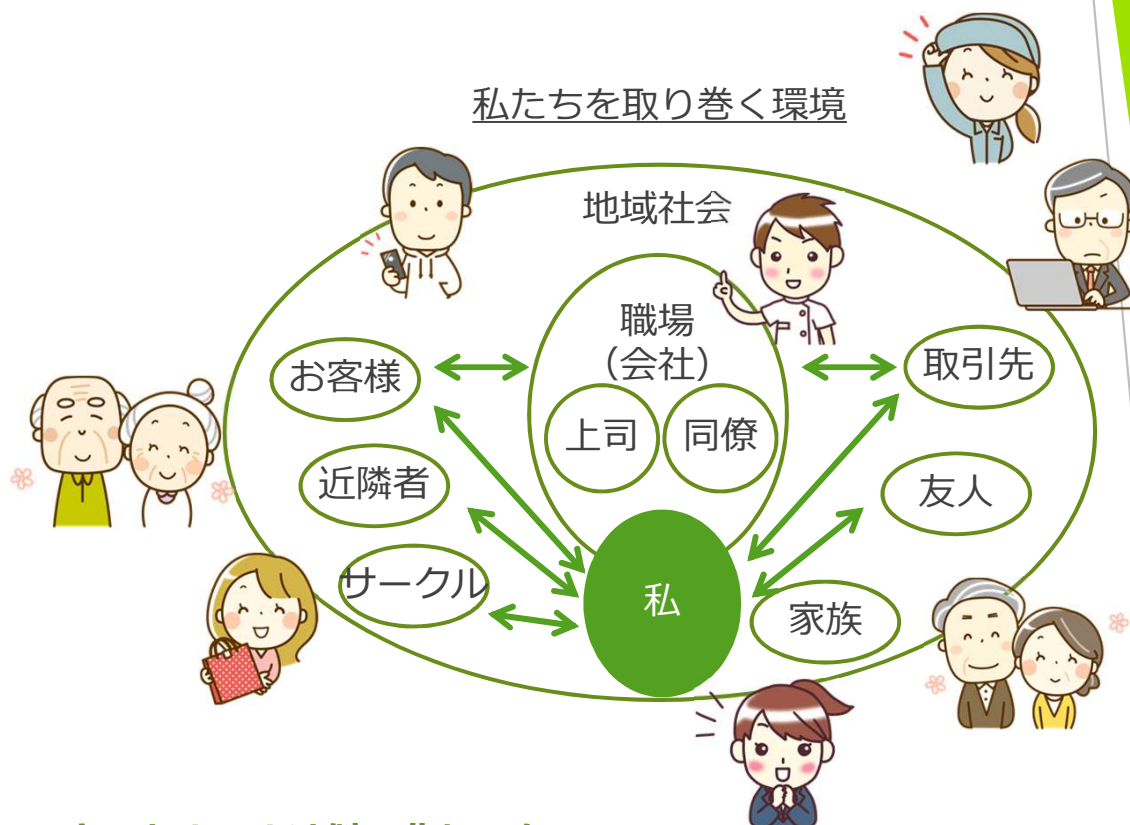 私たちを取り巻く環境
地域社会
職場
（会社）
お客様
取引先
上司
同僚
近隣者
友人
サークル
私
家族